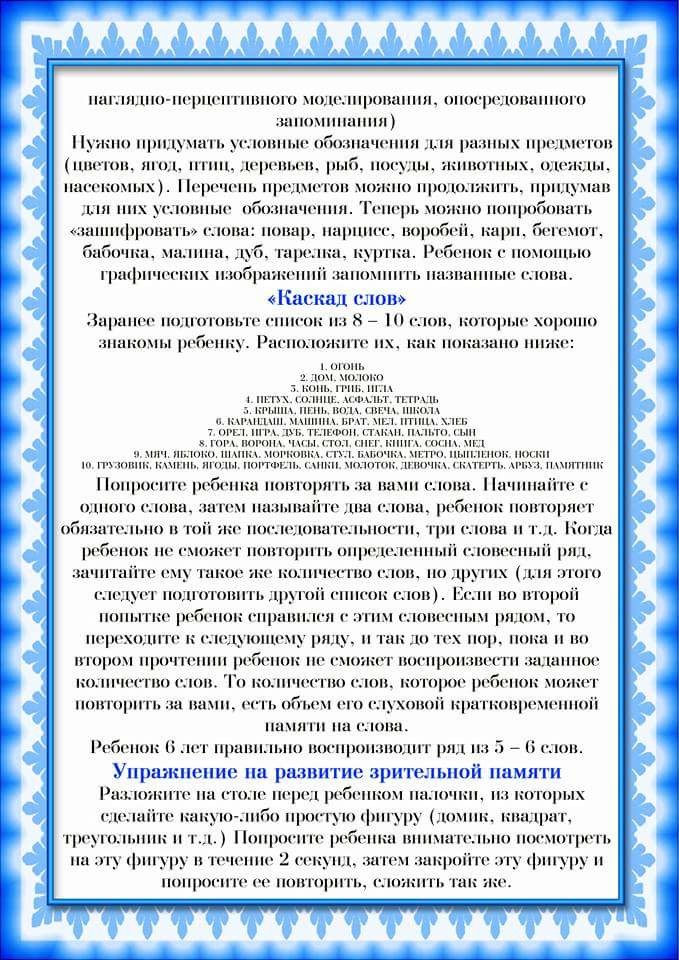 наглядно-перцептивного моделирования, опосредованного
запоминания)
Нужно придумать условные обозначения для разных предметов
(цветов, ягод, птиц, деревьев, рыб, посуды, животных, одежды,
насекомых). Перечень предметов можно продолжить, придумав
для них условные обозначения. Теперь можно попробовать
«зашифровать» слова: повар, нарцисс, воробей, карп, бегемот,
бабочка, малина, дуб, тарелка, куртка. Ребенок с помощью
графических изображений запомнить названные слова.
«Каскад слов»
Заранее подготовьте список из 8 – 10 слов, которые хорошо
знакомы ребенку. Расположите их, как показано ниже:
1. ОГОНЬ
2. ДОМ, МОЛОКО
3. КОНЬ, ГРИБ, ИГЛА
4. ПЕТУХ, СОЛНЦЕ, АСФАЛЬТ, ТЕТРАДЬ
5. КРЫША, ПЕНЬ, ВОДА, СВЕЧА, ШКОЛА
6. КАРАНДАШ, МАШИНА, БРАТ, МЕЛ, ПТИЦА, ХЛЕБ
7. ОРЕЛ, ИГРА, ДУБ, ТЕЛЕФОН, СТАКАН, ПАЛЬТО, СЫН
8. ГОРА, ВОРОНА, ЧАСЫ, СТОЛ, СНЕГ, КНИГА, СОСНА, МЕД
9. МЯЧ, ЯБЛОКО, ШАПКА, МОРКОВКА, СТУЛ, БАБОЧКА, МЕТРО, ЦЫПЛЕНОК, НОСКИ
10. ГРУЗОВИК, КАМЕНЬ, ЯГОДЫ, ПОРТФЕЛЬ, САНКИ, МОЛОТОК, ДЕВОЧКА, СКАТЕРТЬ, АРБУЗ, ПАМЯТНИК
Попросите ребенка повторять за вами слова. Начинайте с
одного слова, затем называйте два слова, ребенок повторяет
обязательно в той же последовательности, три слова и т.д. Когда
ребенок не сможет повторить определенный словесный ряд,
зачитайте ему такое же количество слов, но других (для этого
следует подготовить другой список слов). Если во второй
попытке ребенок справился с этим словесным рядом, то
переходите к следующему ряду, и так до тех пор, пока и во
втором прочтении ребенок не сможет воспроизвести заданное
количество слов. То количество слов, которое ребенок может
повторить за вами, есть объем его слуховой кратковременной
памяти на слова.
Ребенок 6 лет правильно воспроизводит ряд из 5 – 6 слов.
Упражнение на развитие зрительной памяти
Разложите на столе перед ребенком палочки, из которых
сделайте какую-либо простую фигуру (домик, квадрат,
треугольник и т.д.) Попросите ребенка внимательно посмотреть
на эту фигуру в течение 2 секунд, затем закройте эту фигуру и
попросите ее повторить, сложить так же.